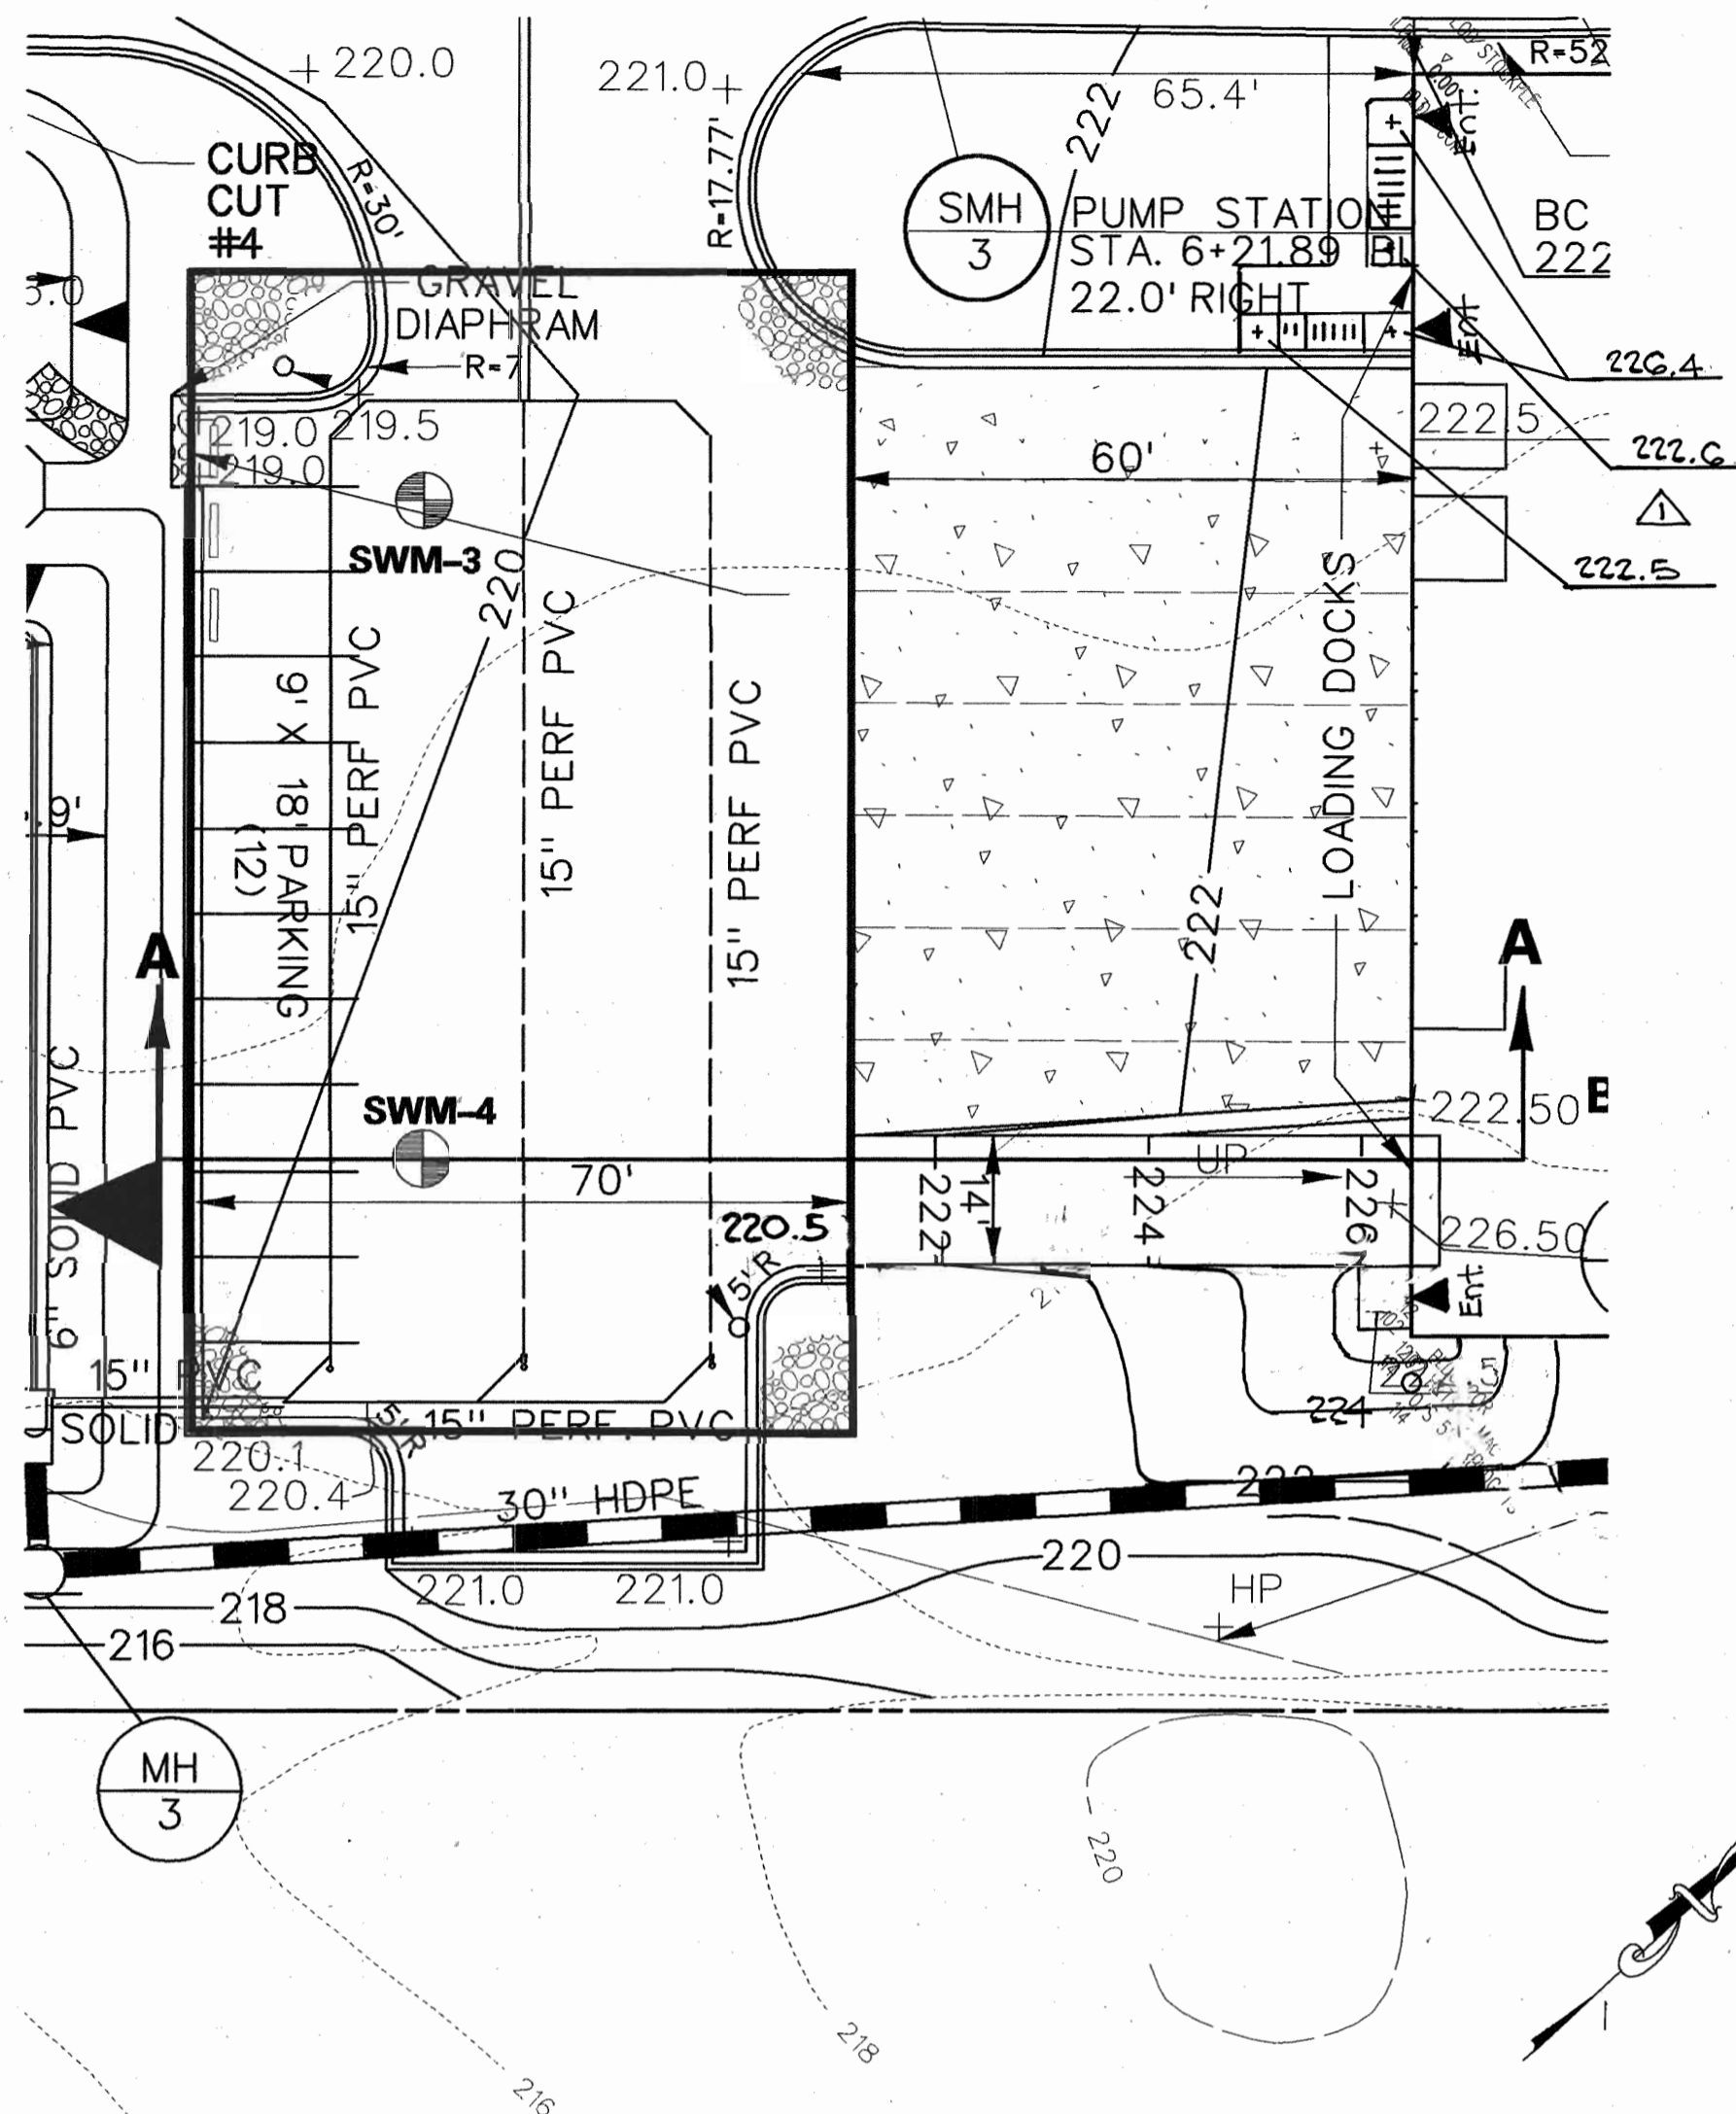 220.0
221.0
65.4'
R=52
222
R=17.77'
R=30'
CURB
CUT
#4
Ent.
SMH
3
PUMP STATION
STA. 6+21.89 BL
22.0' RIGHT
BC
222
GRAVEL
DIAPHRAM
R=7
Ent
226.4
219.0
219.5
219.0
222.5
60'
222.6
1
SWM-3
222.5
220
15" PERF PVC
15" PERF PVC
15" PERF PVC
LOADING DOCKS
9' X 18' PARKING
(12)
222
A
A
6" SOLID PVC
SWM-4
222.50
UP
70'
14'
222
224
226
220.5
226.50
5' R
Ent.
15" PVC
SOLID
5' R
15" PERF. PVC
224
220.1
220.4
30" HDPE
222
221.0
221.0
220
HP
218
216
MH
3
220
218
216